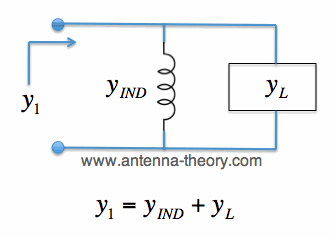 y_IND y_L
y_1
www.antenna-theory.com
y_1 = y_IND + y_L